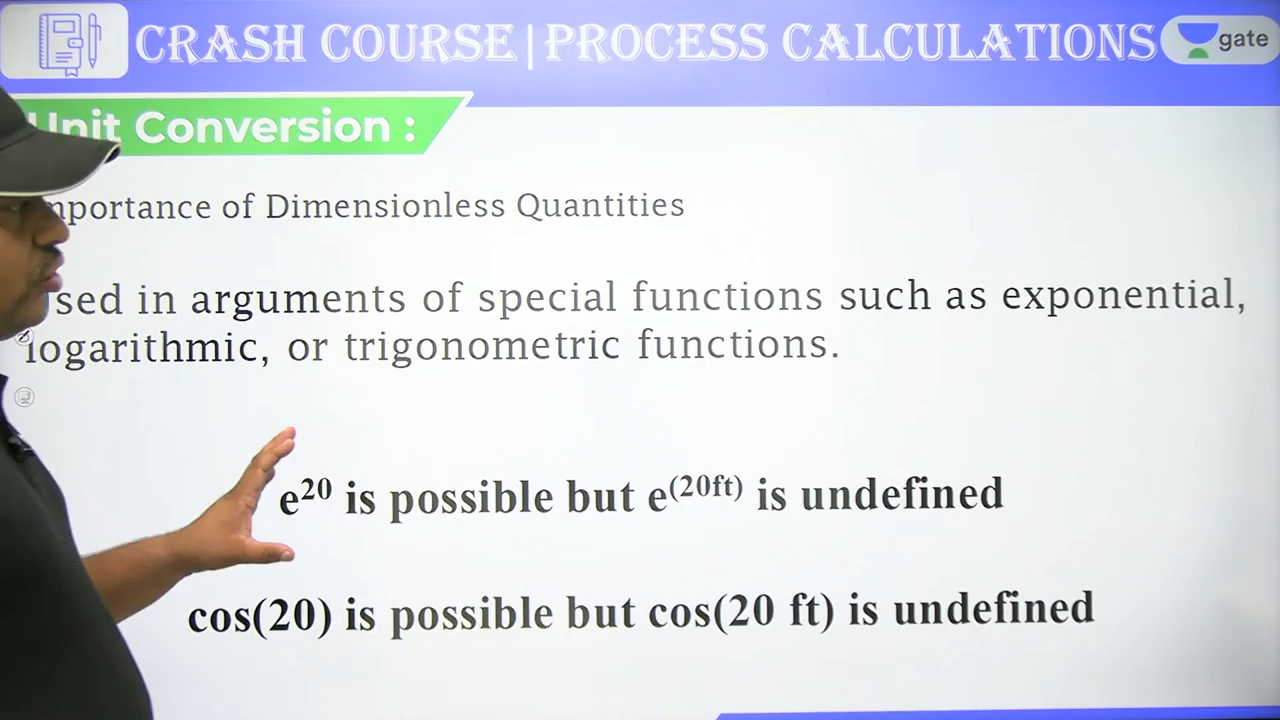 CRASH COURSE|PROCESS CALCULATIONS
gate
Unit Conversion :
mportance of Dimensionless Quantities
sed in arguments of special functions such as exponential,
logarithmic, or trigonometric functions.
e²⁰ is possible but e⁽²⁰ᶠᵗ⁾ is undefined
cos(20) is possible but cos(20 ft) is undefined